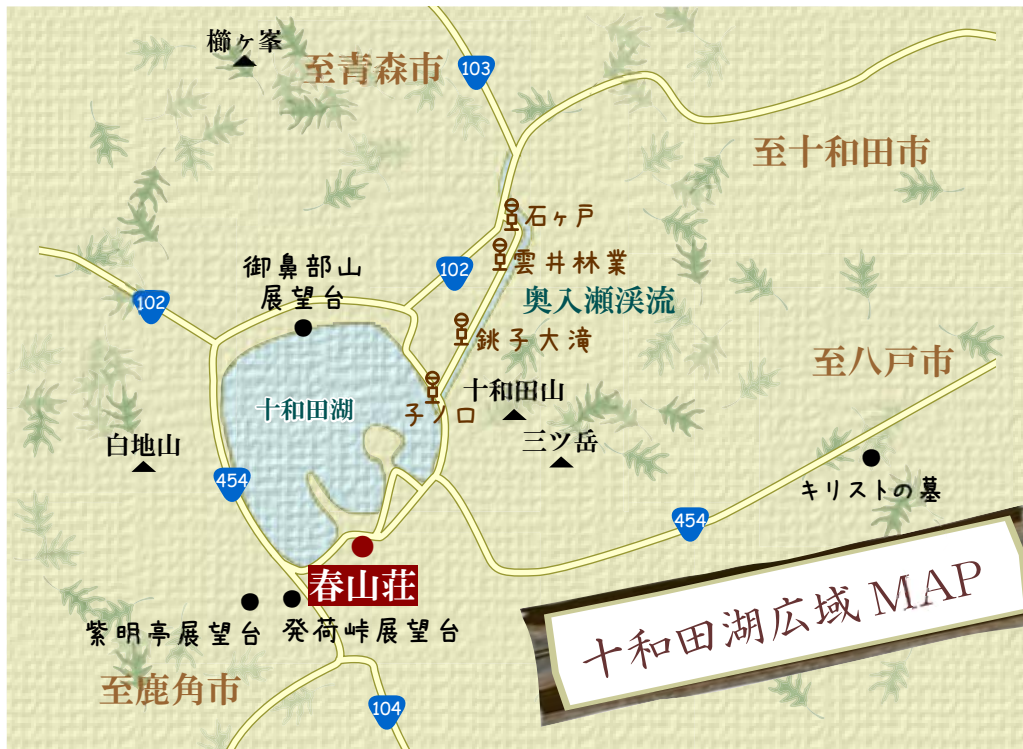 櫛ヶ峯
至青森市
103
至十和田市
石ヶ戸
雲井林業
102
奥入瀬渓流
御鼻部山
展望台
102
銚子大滝
至八戸市
十和田山
子ノ口
十和田湖
三ツ岳
白地山
454
キリストの墓
454
春山荘
紫明亭展望台
発荷峠展望台
十和田湖広域MAP
至鹿角市
104